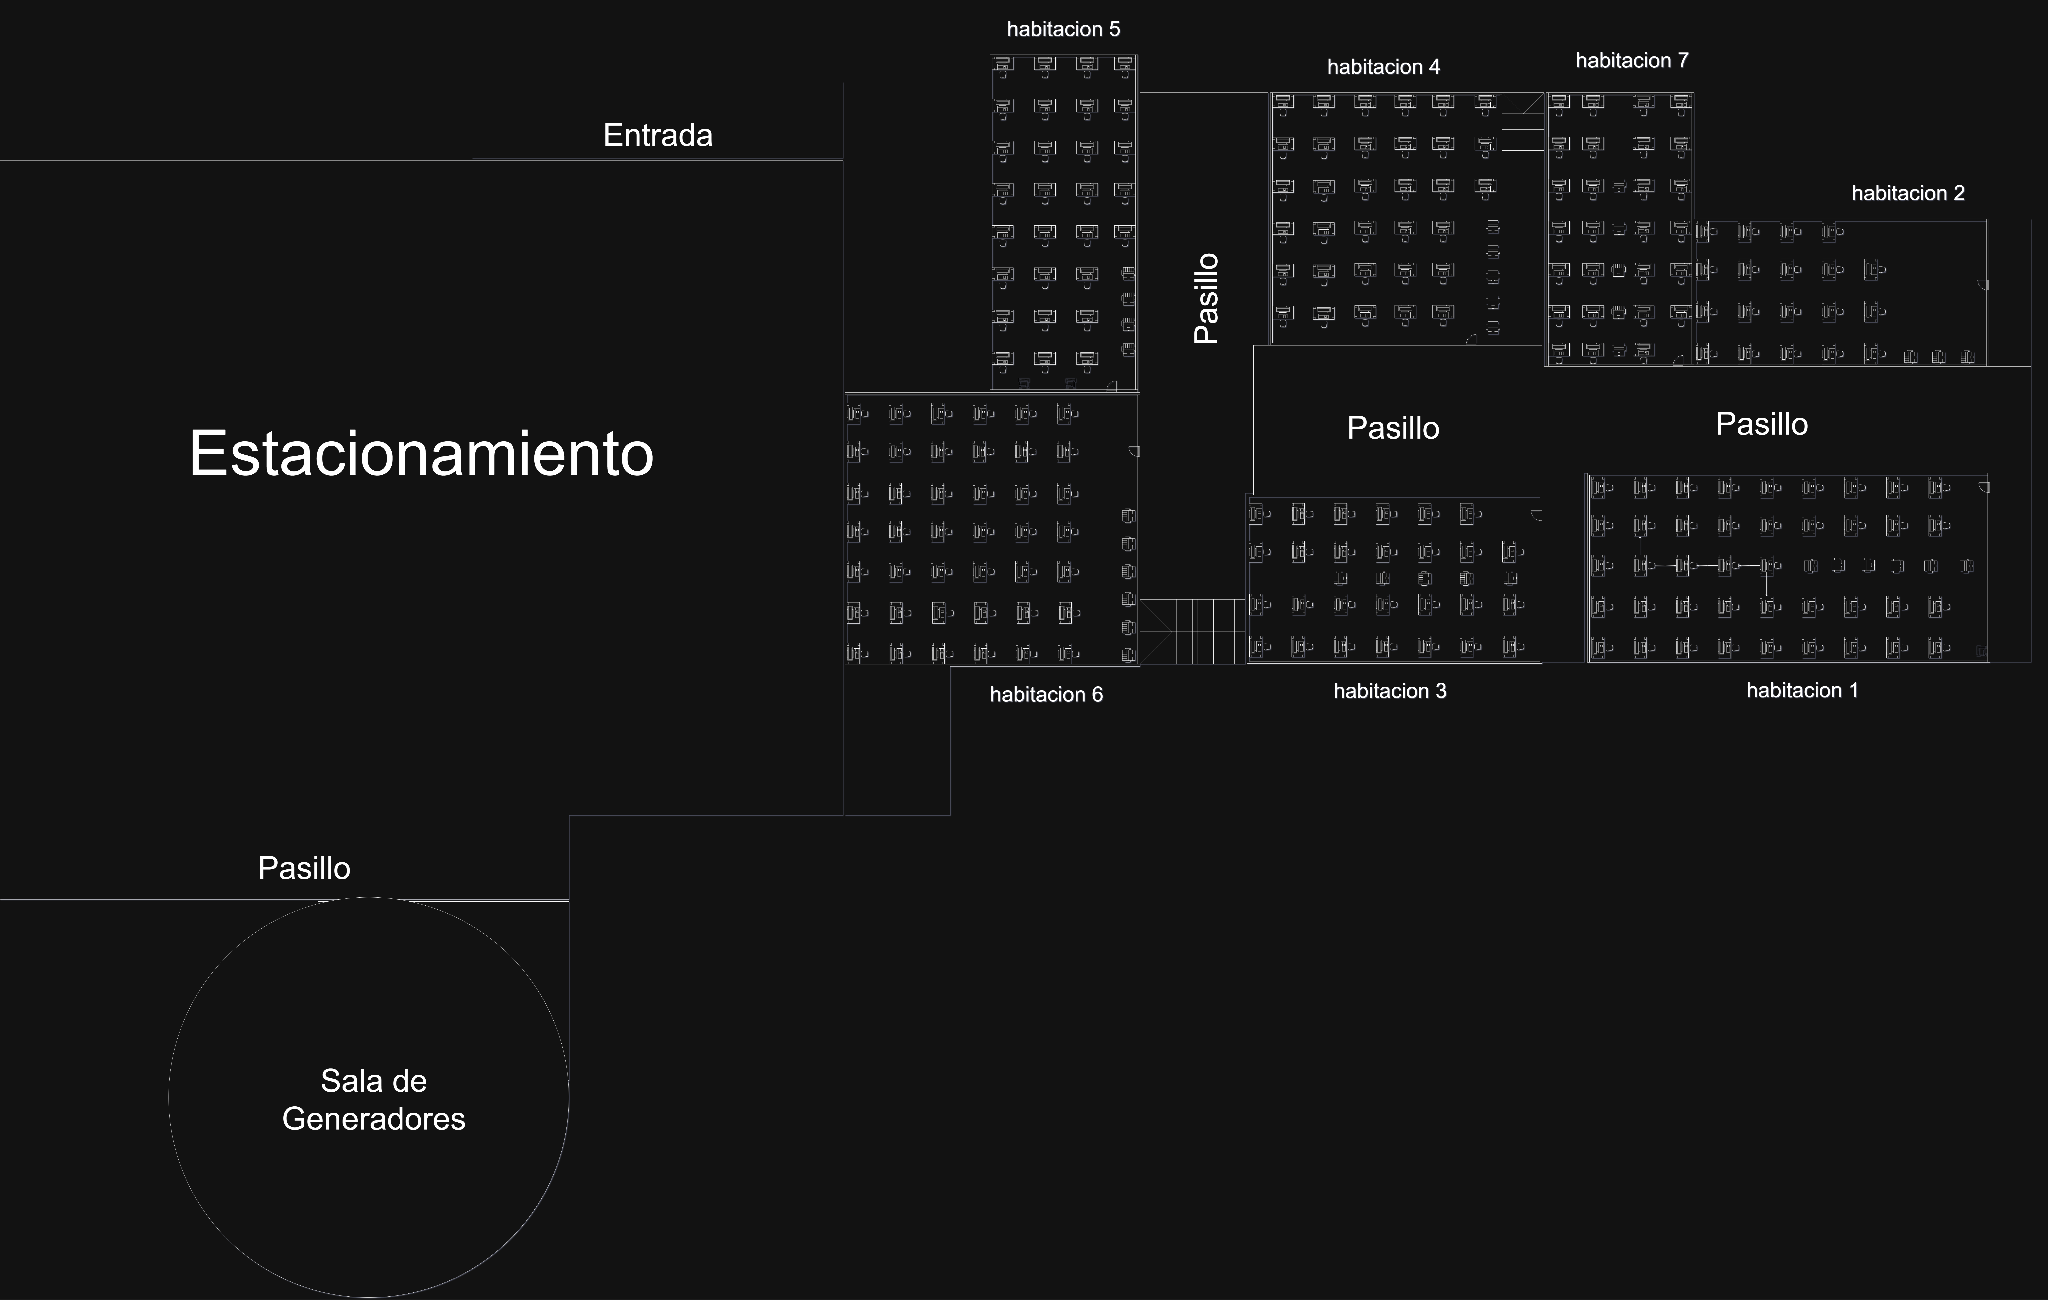 habitacion 5
habitacion 4
habitacion 7
Entrada
habitacion 2
Pasillo
Estacionamiento
Pasillo
Pasillo
habitacion 6
habitacion 3
habitacion 1
Pasillo
Sala de
Generadores